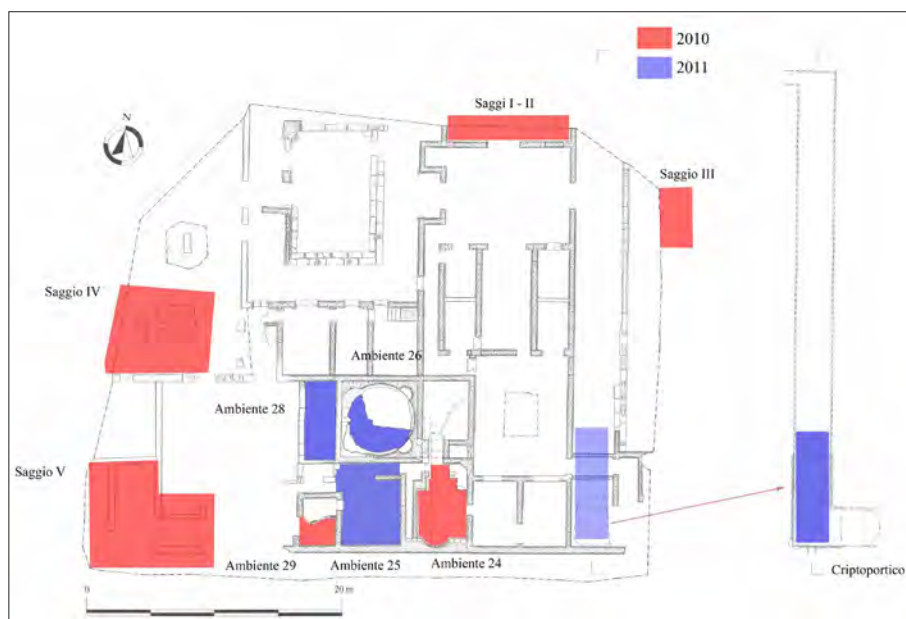 2010
2011
N
Saggi I - II
Saggio III
Saggio IV
Ambiente 26
Ambiente 28
Saggio V
Ambiente 29
Ambiente 25
Ambiente 24
Criptoportico
0
20 m